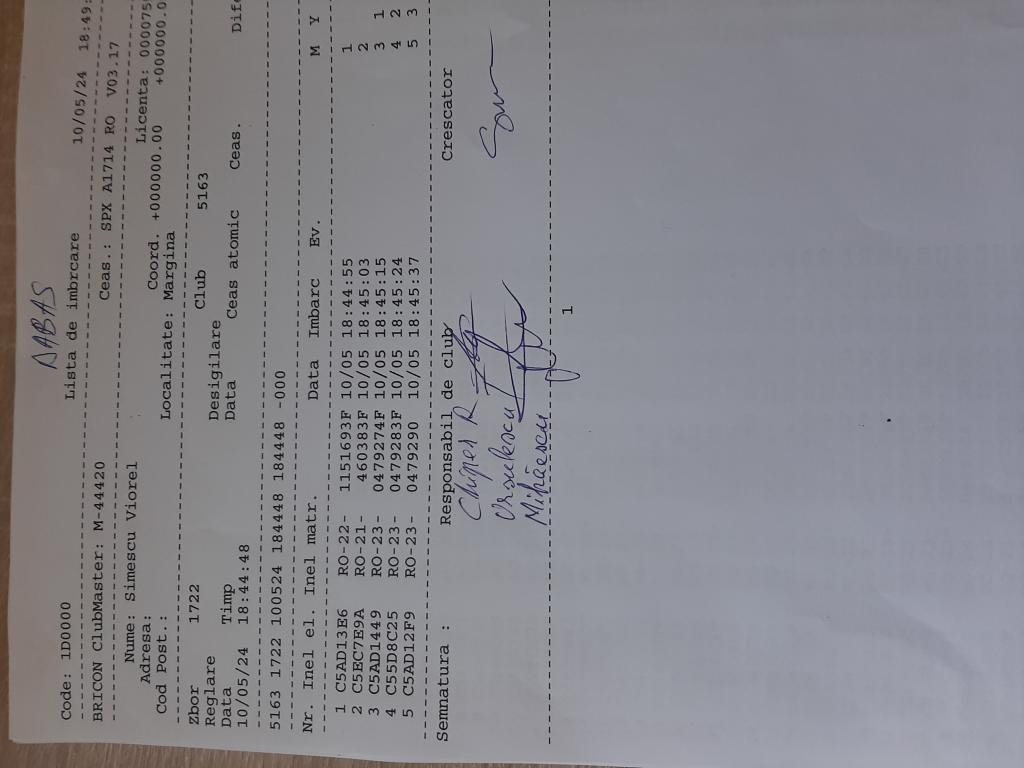 DABAS
Code: 1D0000 Lista de imbrcare 10/05/24 18:49:
BRICON ClubMaster: M-44420 Ceas.: SPX A1714 RO V03.17
Nume: Simescu Viorel Licenta: 000075
Adresa: Coord. +000000.00 +000000.0
Cod Post.: Localitate: Margina
Zbor 1722 Club 5163
Reglare Desigilare
Data Timp Data Ceas atomic Ceas. Dife
10/05/24 18:44:48
5163 1722 100524 184448 184448 -000
Nr. Inel el. Inel matr. Data Imbarc Ev. M Y
1 C5AD13E6 RO-22- 1151693F 10/05 18:44:55 1
2 C5EC7E9A RO-21- 460383F 10/05 18:45:03 2
3 C5AD1449 RO-23- 0479274F 10/05 18:45:15 3 1
4 C55D8C25 RO-23- 0479283F 10/05 18:45:24 4 2
5 C5AD12F9 RO-23- 0479290 10/05 18:45:37 5 3
Semnatura : Responsabil de club Crescator
R
Ursulescu
Mihăescu
1